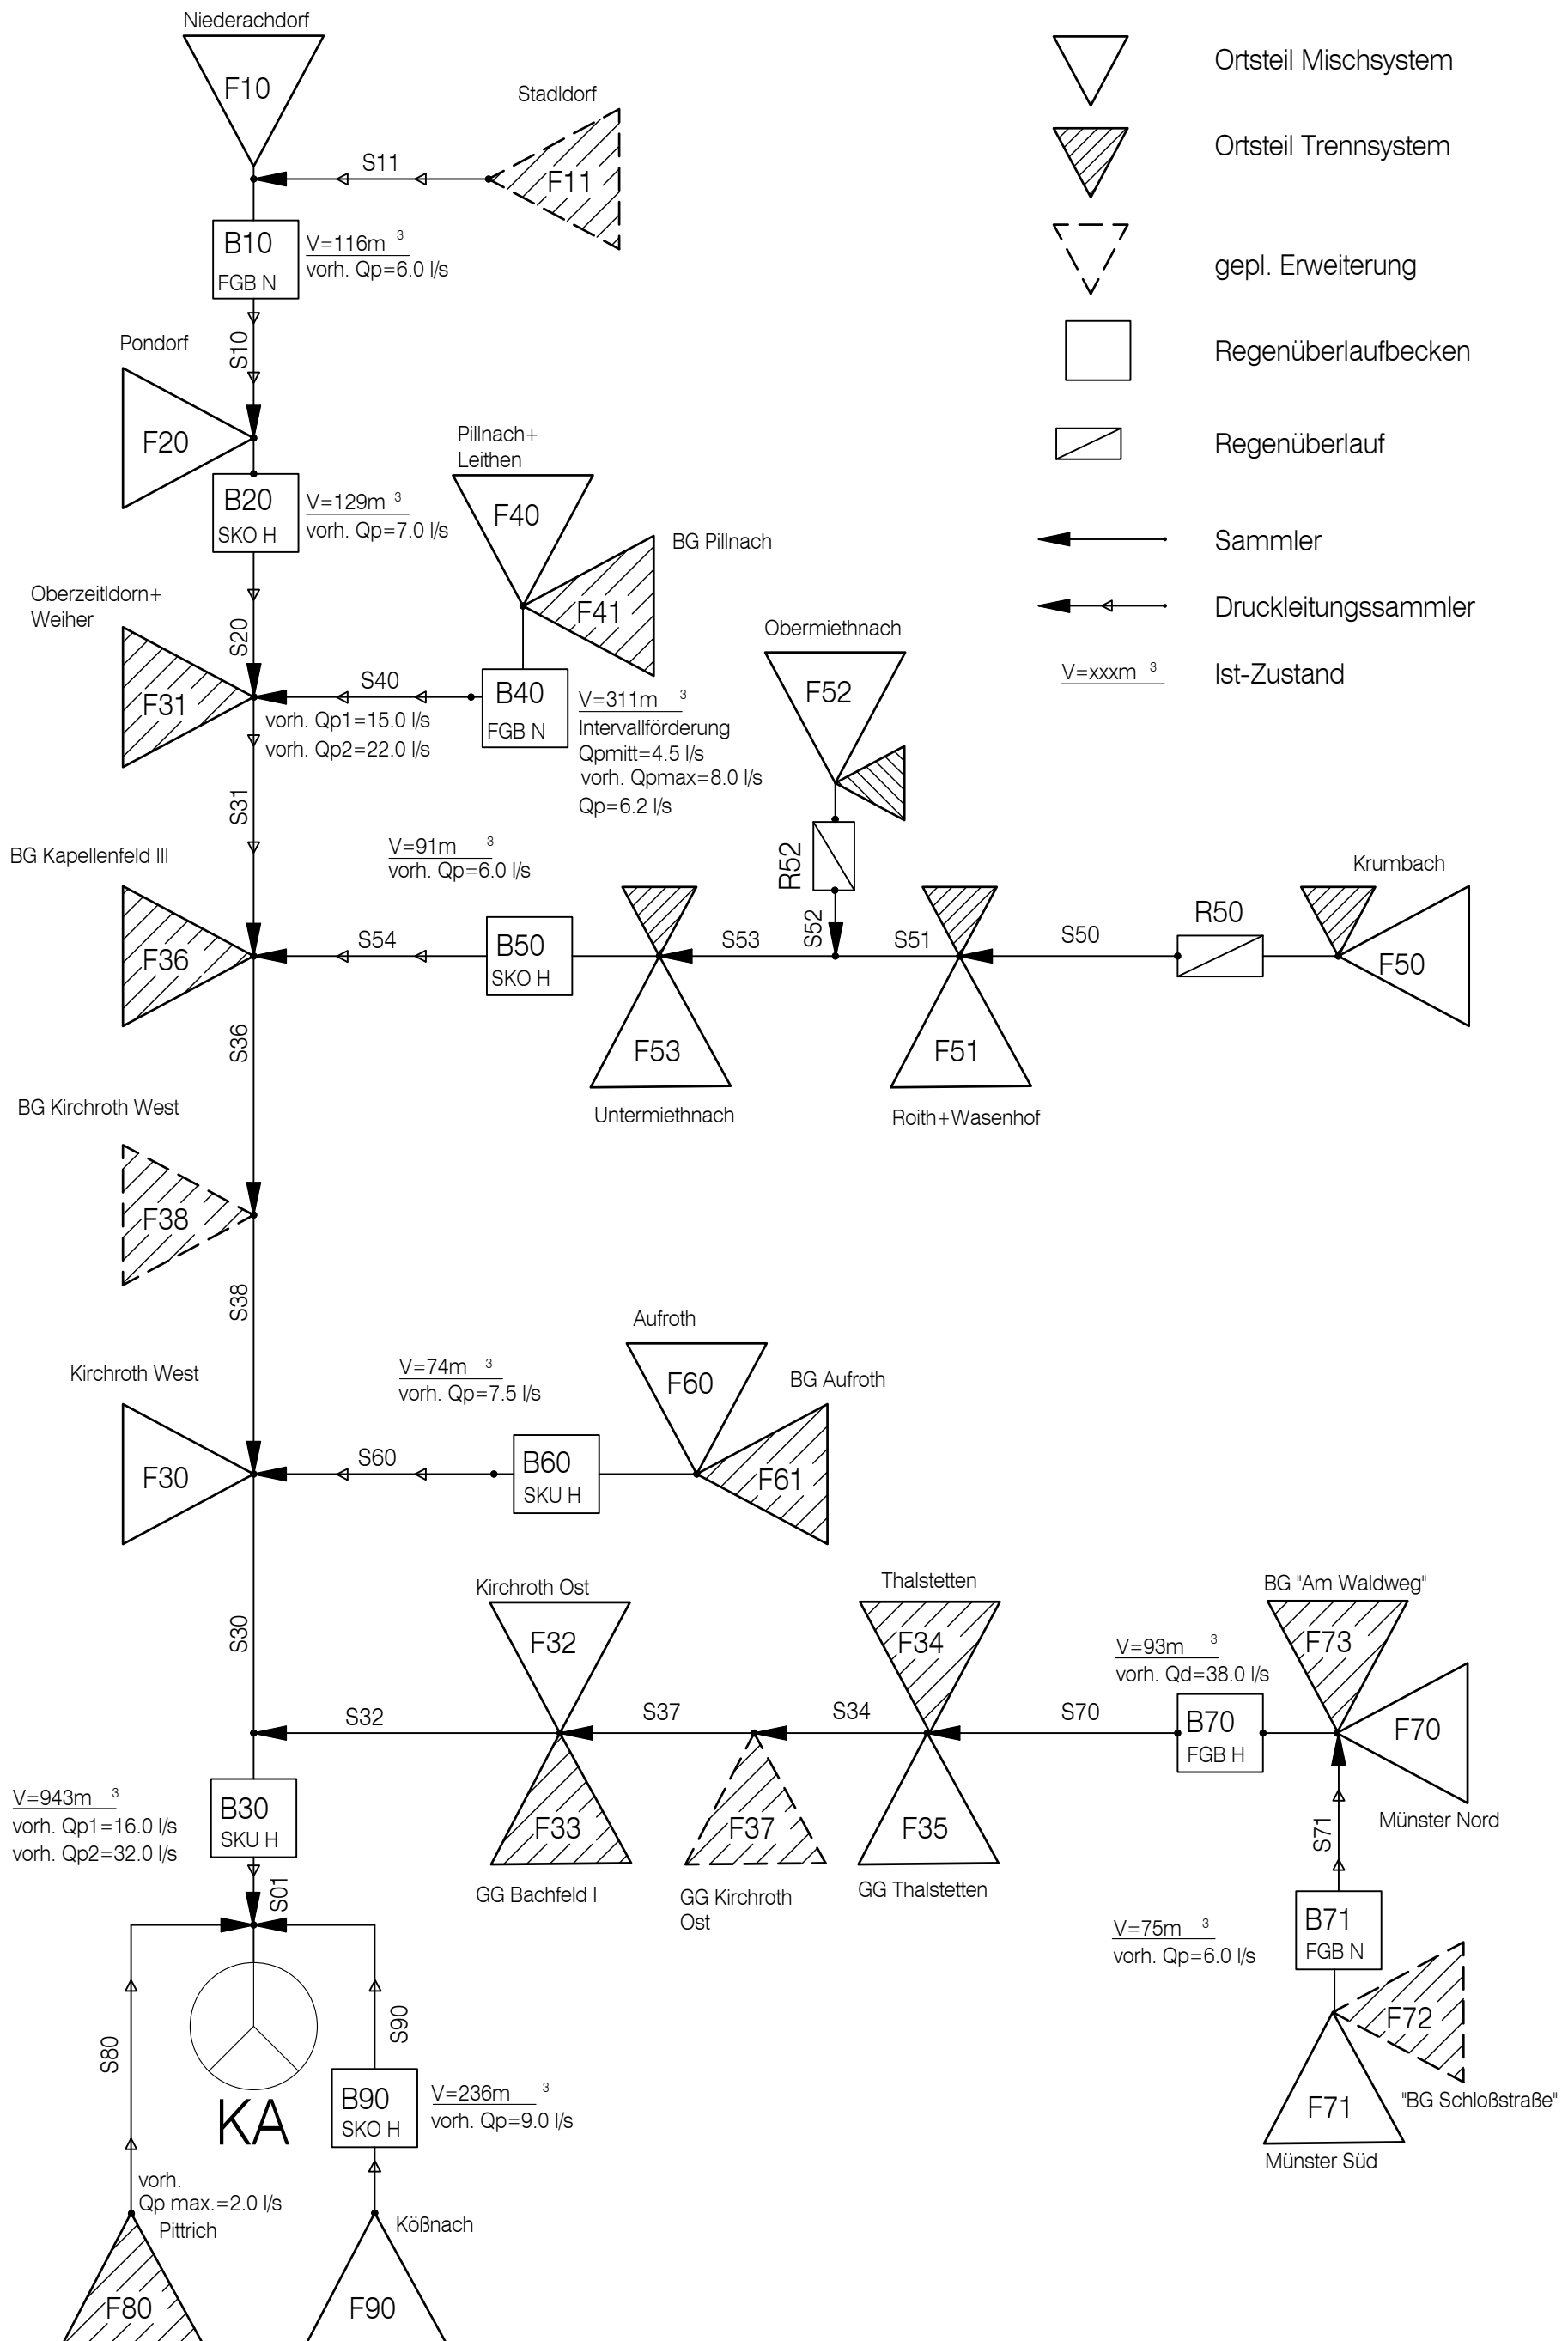 Niederachdorf
F10
Stadldorf
S11
F11
B10
FGB N
V=116m 3
vorh. Qp=6.0 l/s
S10
Pondorf
F20
B20
SKO H
V=129m 3
vorh. Qp=7.0 l/s
Pillnach+
Leithen
F40
BG Pillnach
F41
Oberzeitldorn+
Weiher
S20
F31
S40
vorh. Qp1=15.0 l/s
vorh. Qp2=22.0 l/s
B40
FGB N
V=311m 3
Intervallförderung
Qpmitt=4.5 l/s
vorh. Qpmax=8.0 l/s
Qp=6.2 l/s
Obermiethnach
F52
S31
R52
S52
BG Kapellenfeld III
F36
V=91m 3
vorh. Qp=6.0 l/s
S54
B50
SKO H
S53
F53
Untermiethnach
S51
F51
Roith+Wasenhof
S50
R50
Krumbach
F50
S36
BG Kirchroth West
F38
S38
Kirchroth West
F30
V=74m 3
vorh. Qp=7.5 l/s
S60
B60
SKU H
Aufroth
F60
BG Aufroth
F61
S30
Kirchroth Ost
F32
S32
F33
GG Bachfeld I
S37
F37
GG Kirchroth
Ost
S34
Thalstetten
F34
F35
GG Thalstetten
S70
V=93m 3
vorh. Qd=38.0 l/s
B70
FGB H
BG "Am Waldweg"
F73
F70
Münster Nord
S71
B71
FGB N
V=75m 3
vorh. Qp=6.0 l/s
F72
"BG Schloßstraße"
F71
Münster Süd
V=943m 3
vorh. Qp1=16.0 l/s
vorh. Qp2=32.0 l/s
B30
SKU H
S01
S80
S90
KA
B90
SKO H
V=236m 3
vorh. Qp=9.0 l/s
vorh.
Qp max.=2.0 l/s
Pittrich
F80
Kößnach
F90
Ortsteil Mischsystem
Ortsteil Trennsystem
gepl. Erweiterung
Regenüberlaufbecken
Regenüberlauf
Sammler
Druckleitungssammler
V=xxxm 3
Ist-Zustand